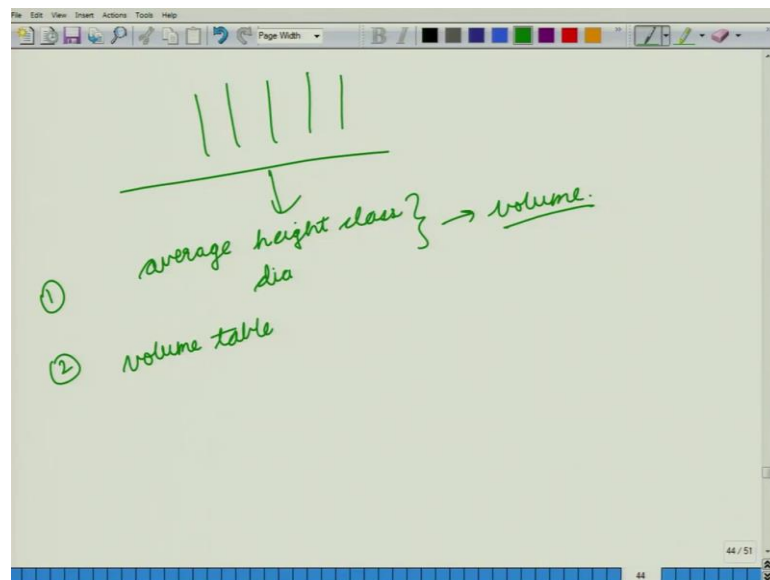 File Edit View Insert Actions Tools Help
Page Width
B I
average height class } → volume.
dia
① 
② volume table
44 / 51
44